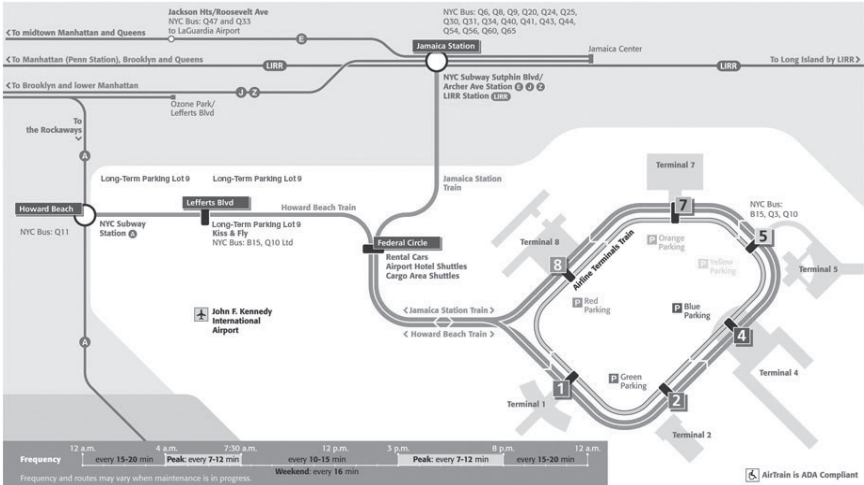 Jackson Hts/Roosevelt Ave
NYC Bus: Q47 and Q33
to LaGuardia Airport
NYC Bus: Q6, Q8, Q9, Q20, Q24, Q25,
Q30, Q31, Q34, Q40, Q41, Q43, Q44,
Q54, Q56, Q60, Q65
<To midtown Manhattan and Queens
E
Jamaica Station
Jamaica Center
<To Manhattan (Penn Station), Brooklyn and Queens
LIRR
LIRR
To Long Island by LIRR>
<To Brooklyn and lower Manhattan
J Z
NYC Subway Sutphin Blvd/
Archer Ave Station E J Z
LIRR Station LIRR
Ozone Park/
Lefferts Blvd
To
the Rockaways
A
Long-Term Parking Lot 9
Long-Term Parking Lot 9
Jamaica Station
Train
Terminal 7
Howard Beach
Lefferts Blvd
Howard Beach Train
7
NYC Bus:
B15, Q3, Q10
NYC Bus: Q11
NYC Subway
Station A
Long-Term Parking Lot 9
Kiss & Fly
NYC Bus: B15, Q10 Ltd
Federal Circle
Rental Cars
Airport Hotel Shuttles
Cargo Area Shuttles
Terminal 8
8
Airline Terminals Train
P Orange
Parking
5
P Yellow
Parking
Terminal 5
John F. Kennedy
International
Airport
<Jamaica Station Train>
<Howard Beach Train>
P Red
Parking
P Blue
Parking
4
A
P Green
Parking
Terminal 4
1
2
Terminal 1
Terminal 2
12 a.m.
4 a.m.
7:30 a.m.
12 p.m.
3 p.m.
8 p.m.
12 a.m.
Frequency
every 15-20 min
Peak: every 7-12 min
every 10-15 min
Peak: every 7-12 min
every 15-20 min
Weekend: every 16 min
Frequency and routes may vary when maintenance is in progress.
AirTrain is ADA Compliant